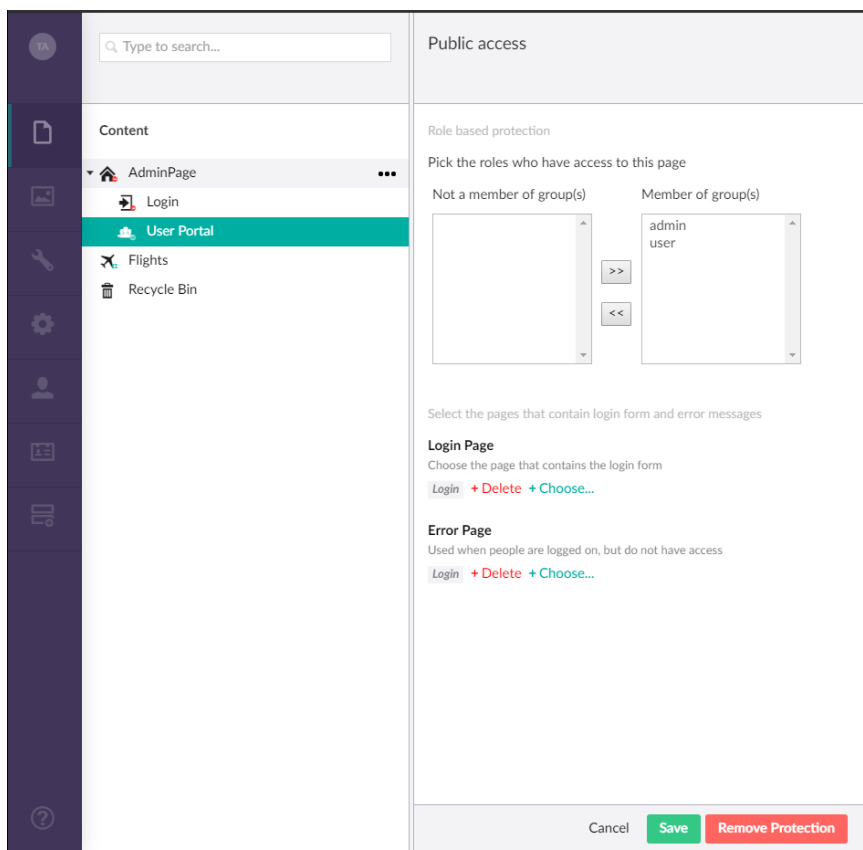 TA
Type to search...
Public access
Content
AdminPage
Login
User Portal
Flights
Recycle Bin
Role based protection
Pick the roles who have access to this page
Not a member of group(s)
Member of group(s)
admin
user
>>
<<
Select the pages that contain login form and error messages
Login Page
Choose the page that contains the login form
Login + Delete + Choose...
Error Page
Used when people are logged on, but do not have access
Login + Delete + Choose...
Cancel Save Remove Protection